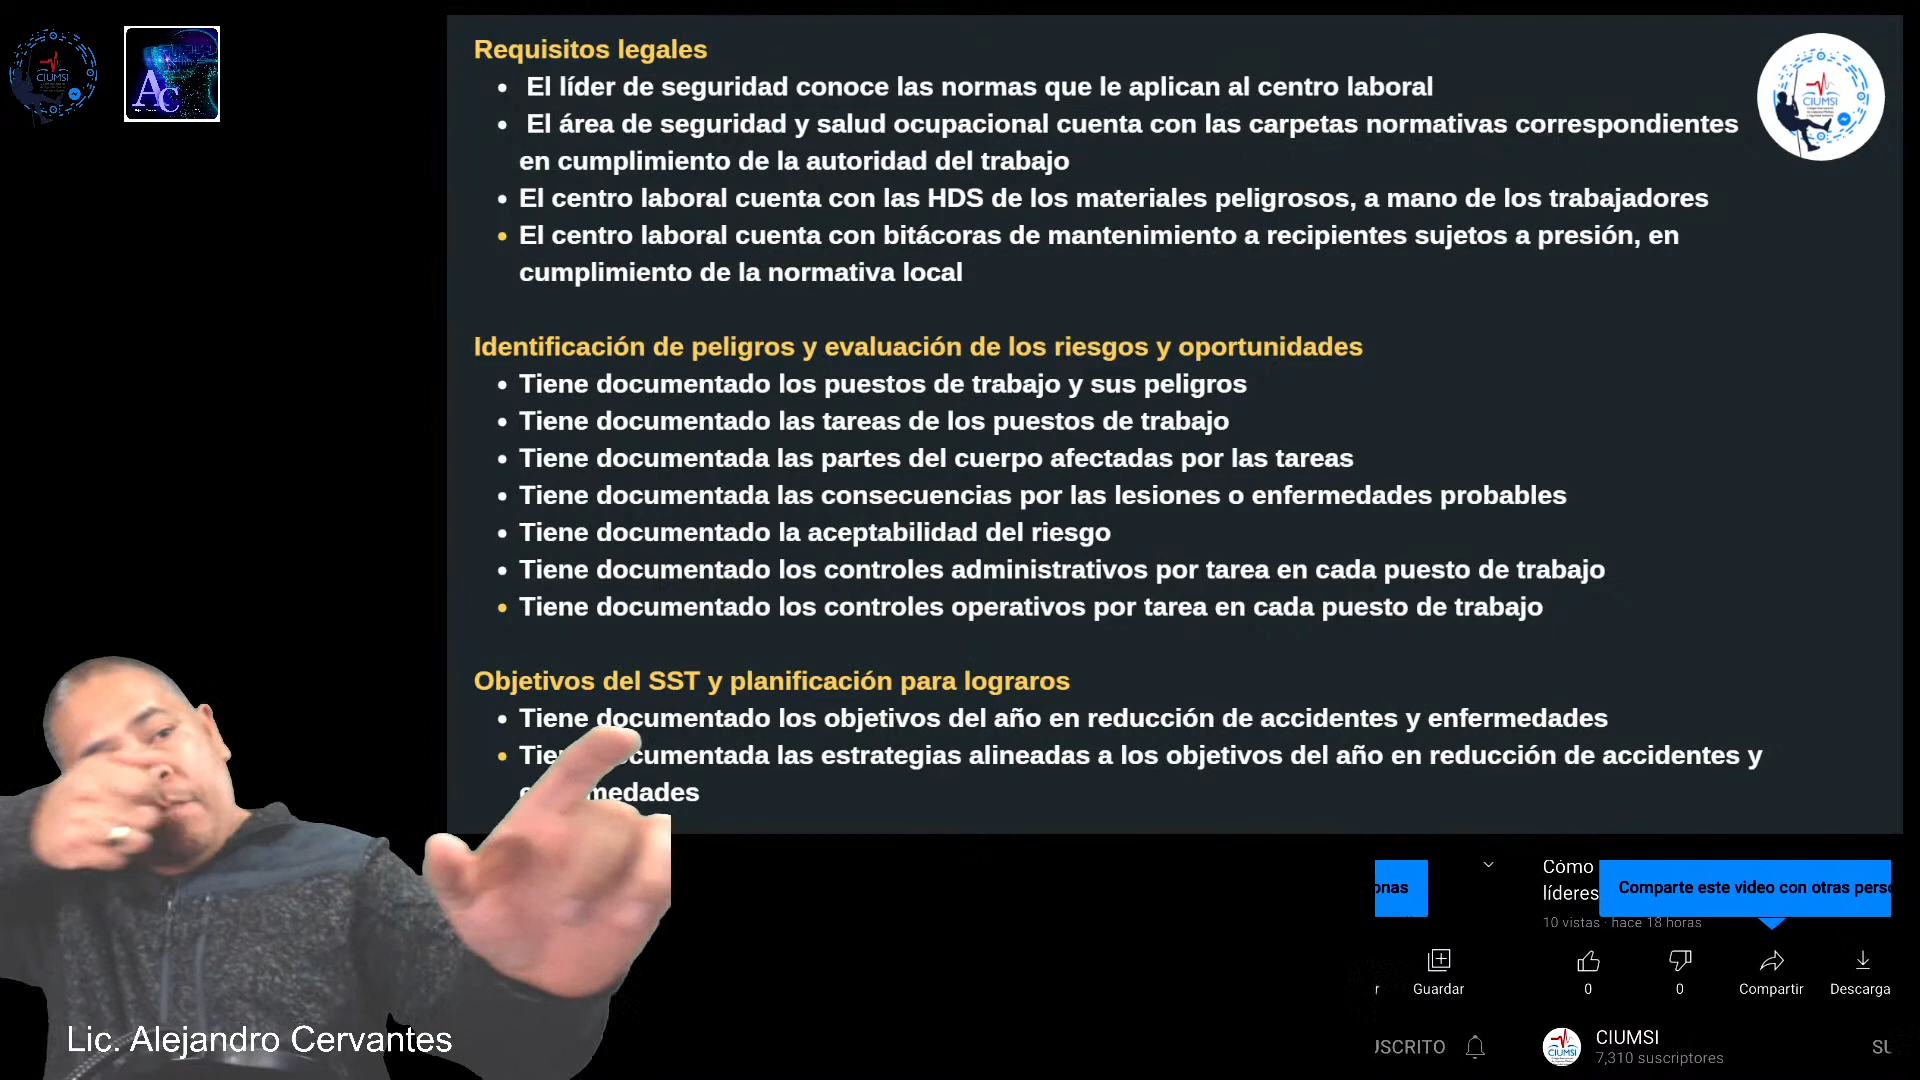 Requisitos legales
El líder de seguridad conoce las normas que le aplican al centro laboral
El área de seguridad y salud ocupacional cuenta con las carpetas normativas correspondientes
en cumplimiento de la autoridad del trabajo
El centro laboral cuenta con las HDS de los materiales peligrosos, a mano de los trabajadores
El centro laboral cuenta con bitácoras de mantenimiento a recipientes sujetos a presión, en
cumplimiento de la normativa local
Identificación de peligros y evaluación de los riesgos y oportunidades
Tiene documentado los puestos de trabajo y sus peligros
Tiene documentado las tareas de los puestos de trabajo
Tiene documentada las partes del cuerpo afectadas por las tareas
Tiene documentada las consecuencias por las lesiones o enfermedades probables
Tiene documentado la aceptabilidad del riesgo
Tiene documentado los controles administrativos por tarea en cada puesto de trabajo
Tiene documentado los controles operativos por tarea en cada puesto de trabajo
Objetivos del SST y planificación para lograros
Tiene documentado los objetivos del año en reducción de accidentes y enfermedades
las estrategias alineadas a los objetivos del año en reducción de accidentes y
CIUMSI
AC
CIUMSI
Lic. Alejandro Cervantes
onas
Cómo
líderes
Comparte este video con otras perso
10 vistas · hace 18 horas
Guardar
0
0
Compartir
Descarga
USCRITO
CIUMSI
CIUMSI
7,310 suscriptores
SU